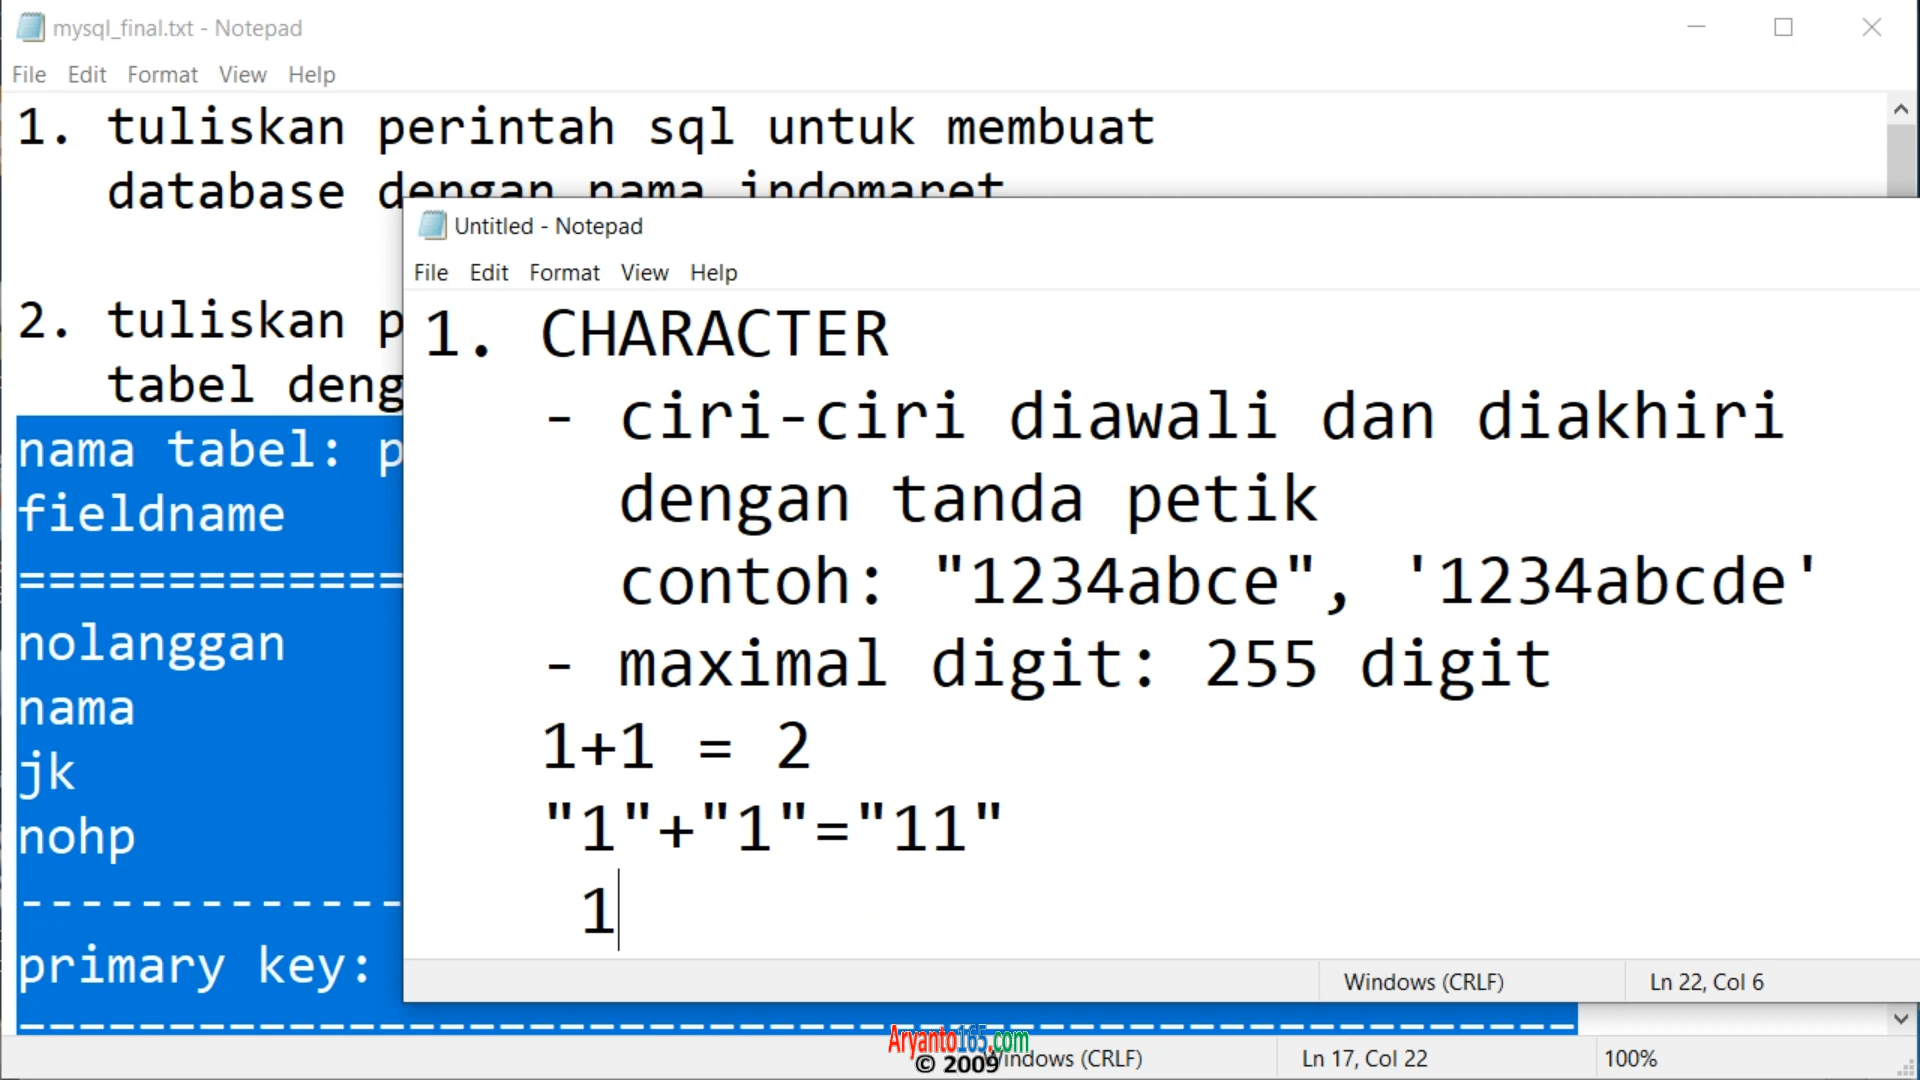 mysql_final.txt - Notepad
File Edit Format View Help
1. tuliskan perintah sql untuk membuat
database dengan nama indomaret
2. tuliskan p
tabel deng
nama tabel: p
fieldname
=============
nolanggan
nama
jk
nohp
-------------
primary key:
----------------------------------------------------
Untitled - Notepad
File Edit Format View Help
1. CHARACTER
- ciri-ciri diawali dan diakhiri
dengan tanda petik
contoh: "1234abce", '1234abcde'
- maximal digit: 255 digit
1+1 = 2
"1"+"1"="11"
1
Windows (CRLF) Ln 22, Col 6
Aryanto165.com
© 2009
Windows (CRLF) Ln 17, Col 22 100%